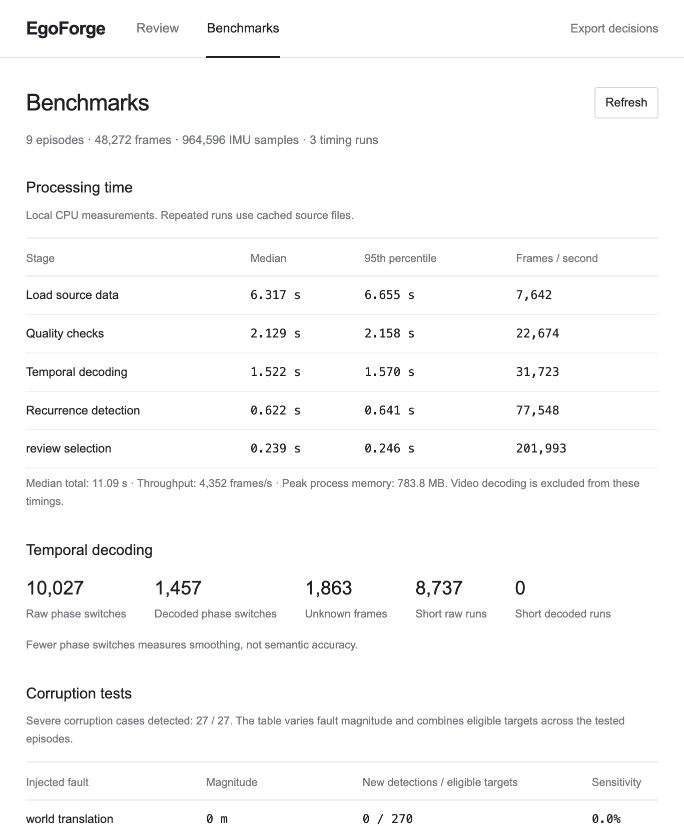 EgoForge Review Benchmarks Export decisions
Benchmarks Refresh
9 episodes · 48,272 frames · 964,596 IMU samples · 3 timing runs
Processing time
Local CPU measurements. Repeated runs use cached source files.
Stage Median 95th percentile Frames / second
Load source data 6.317 s 6.655 s 7,642
Quality checks 2.129 s 2.158 s 22,674
Temporal decoding 1.522 s 1.570 s 31,723
Recurrence detection 0.622 s 0.641 s 77,548
review selection 0.239 s 0.246 s 201,993
Median total: 11.09 s · Throughput: 4,352 frames/s · Peak process memory: 783.8 MB. Video decoding is excluded from these
timings.
Temporal decoding
10,027 1,457 1,863 8,737 0
Raw phase switches Decoded phase switches Unknown frames Short raw runs Short decoded runs
Fewer phase switches measures smoothing, not semantic accuracy.
Corruption tests
Severe corruption cases detected: 27 / 27. The table varies fault magnitude and combines eligible targets across the tested
episodes.
Injected fault Magnitude New detections / eligible targets Sensitivity
world translation 0 m 0 / 270 0.0%